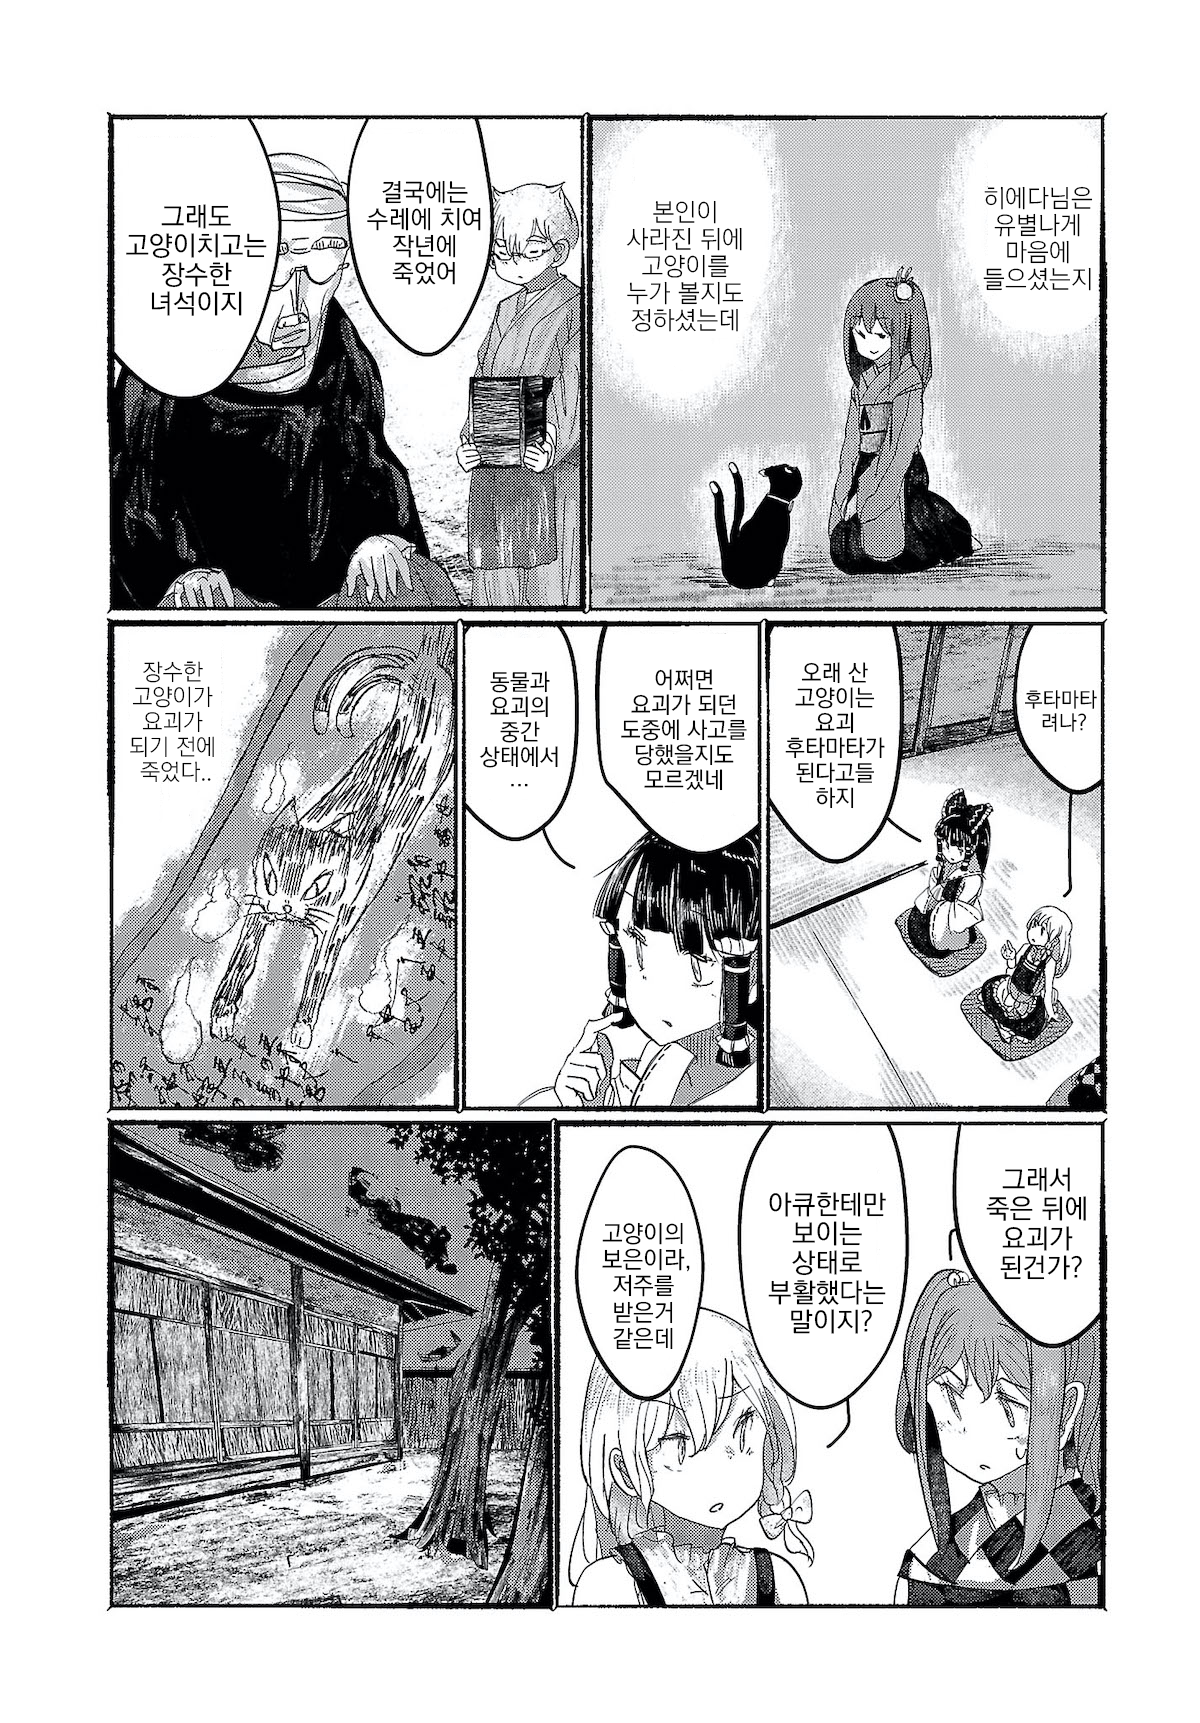 히에다님은
유별나게
마음에
들으셨는지
본인이
사라진 뒤에
고양이를
누가 볼지도
정하셨는데
결국에는
수레에 치여
작년에
죽었어
그래도
고양이치고는
장수한
녀석이지
후타마타
려나?
오래 산
고양이는
요괴
후타마타가
된다고들
하지
어쩌면
요괴가 되던
도중에 사고를
당했을지도
모르겠네
동물과
요괴의
중간
상태에서
...
장수한
고양이가
요괴가
되기 전에
죽었다..
그래서
죽은 뒤에
요괴가
된건가?
아큐한테만
보이는
상태로
부활했다는
말이지?
고양이의
보은이라,
저주를
받은거
같은데